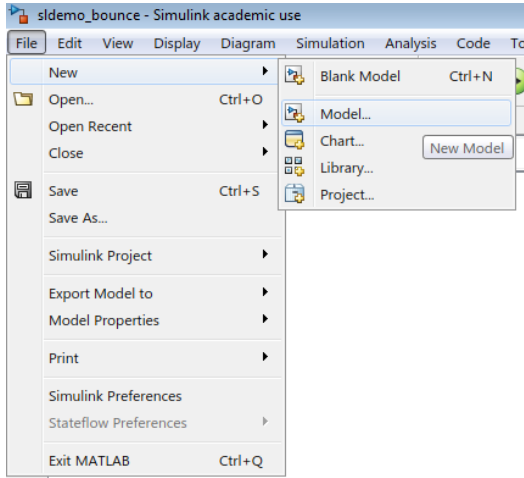 sldemo_bounce - Simulink academic use
File Edit View Display Diagram Simulation Analysis Code
New
Blank Model Ctrl+N
Open... Ctrl+O
Model...
Open Recent
Chart...
New Model
Close
Library...
Save Ctrl+S
Project...
Save As...
Simulink Project
Export Model to
Model Properties
Print
Simulink Preferences
Stateflow Preferences
Exit MATLAB Ctrl+Q